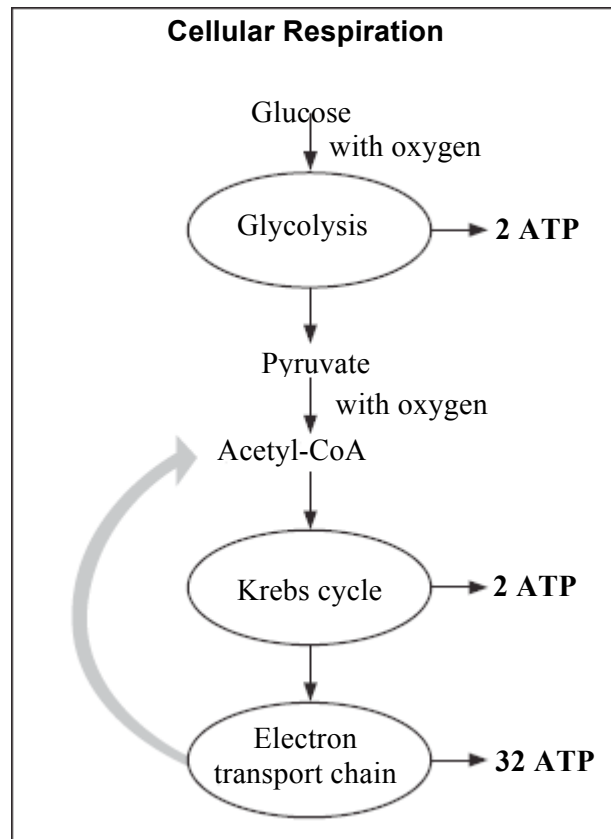 Cellular Respiration
Glucose
with oxygen
Glycolysis
2 ATP
Pyruvate
with oxygen
Acetyl-CoA
Krebs cycle
2 ATP
Electron
transport chain
32 ATP